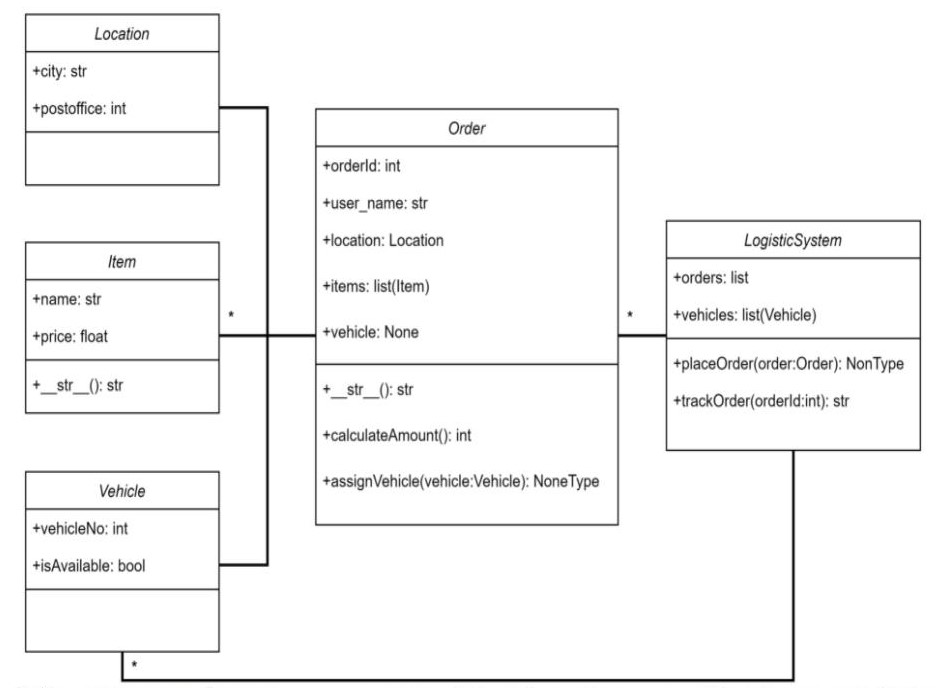 Location
+city: str
+postoffice: int
Item
+name: str
+price: float
+__str__(): str
*
Vehicle
+vehicleNo: int
+isAvailable: bool
*
Order
+orderId: int
+user_name: str
+location: Location
+items: list(Item)
+vehicle: None
+__str__(): str
+calculateAmount(): int
+assignVehicle(vehicle:Vehicle): NoneType
*
LogisticSystem
+orders: list
+vehicles: list(Vehicle)
+placeOrder(order:Order): NonType
+trackOrder(orderId:int): str